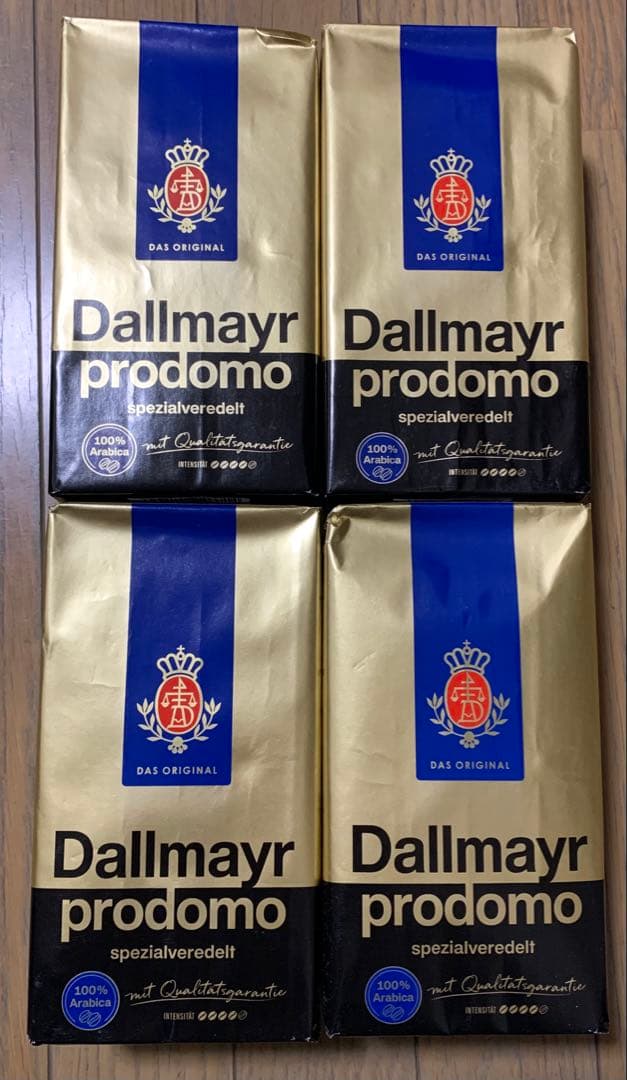 DAS ORIGINAL
Dallmayr
prodomo
spezialveredelt
100%
Arabica
mit Qualitätsgarantie
INTENSITÄT
DAS ORIGINAL
Dallmayr
prodomo
spezialveredelt
100%
Arabica
mit Qualitätsgarantie
INTENSITÄT
DAS ORIGINAL
Dallmayr
prodomo
spezialveredelt
100%
Arabica
mit Qualitätsgarantie
INTENSITÄT
DAS ORIGINAL
Dallmayr
prodomo
spezialveredelt
100%
Arabica
mit Qualitätsgarantie
INTENSITÄT